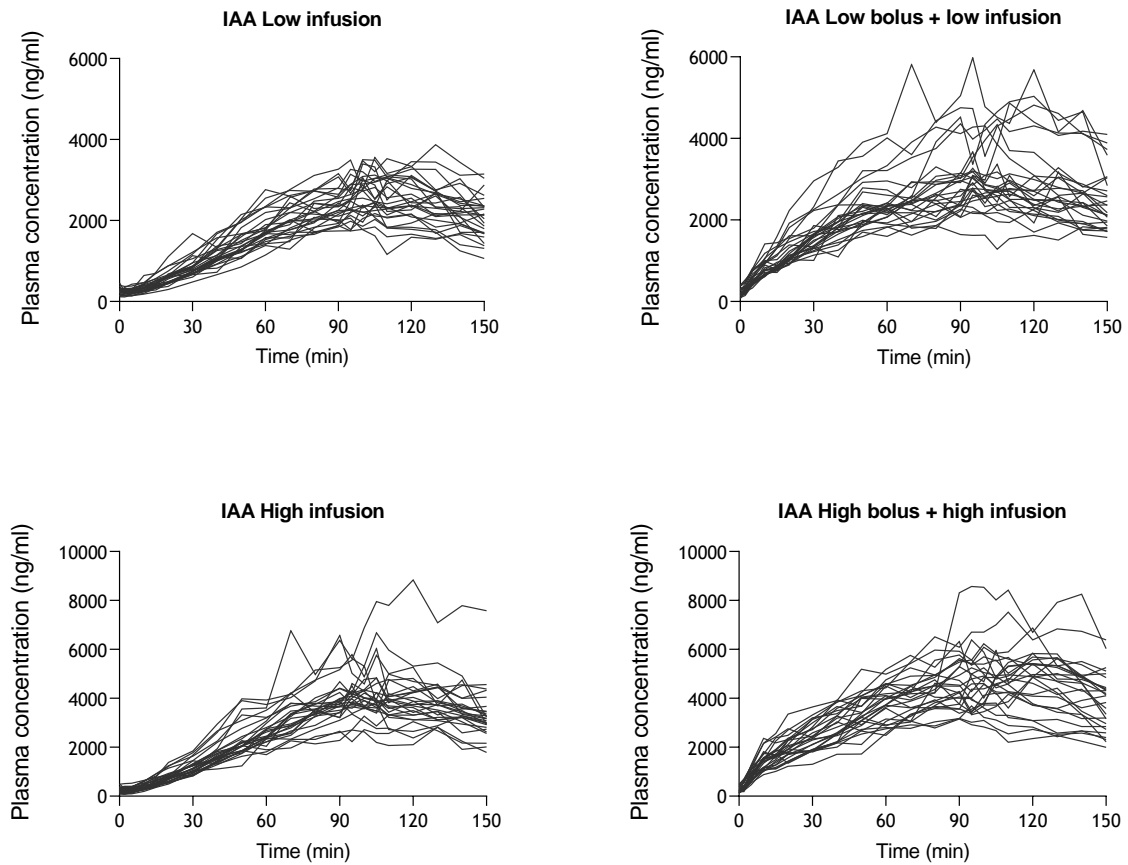 IAA Low infusion
Plasma concentration (ng/ml)
6000
4000
2000
0
0 30 60 90 120 150
Time (min)
IAA Low bolus + low infusion
Plasma concentration (ng/ml)
6000
4000
2000
0
0 30 60 90 120 150
Time (min)
IAA High infusion
Plasma concentration (ng/ml)
10000
8000
6000
4000
2000
0
0 30 60 90 120 150
Time (min)
IAA High bolus + high infusion
Plasma concentration (ng/ml)
10000
8000
6000
4000
2000
0
0 30 60 90 120 150
Time (min)